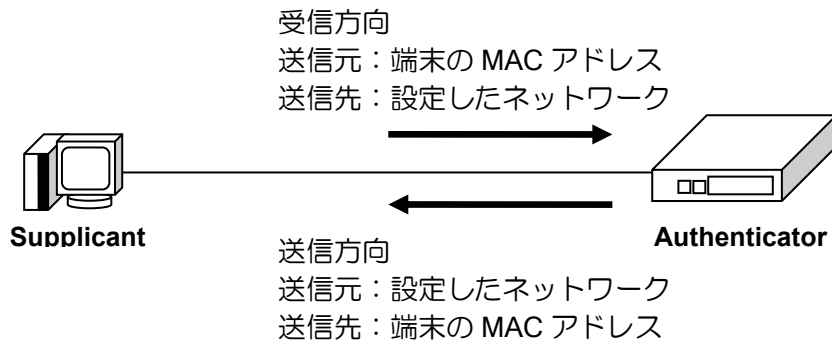 受信方向
送信元：端末の MAC アドレス
送信先：設定したネットワーク
Supplicant
Authenticator
送信方向
送信元：設定したネットワーク
送信先：端末の MAC アドレス